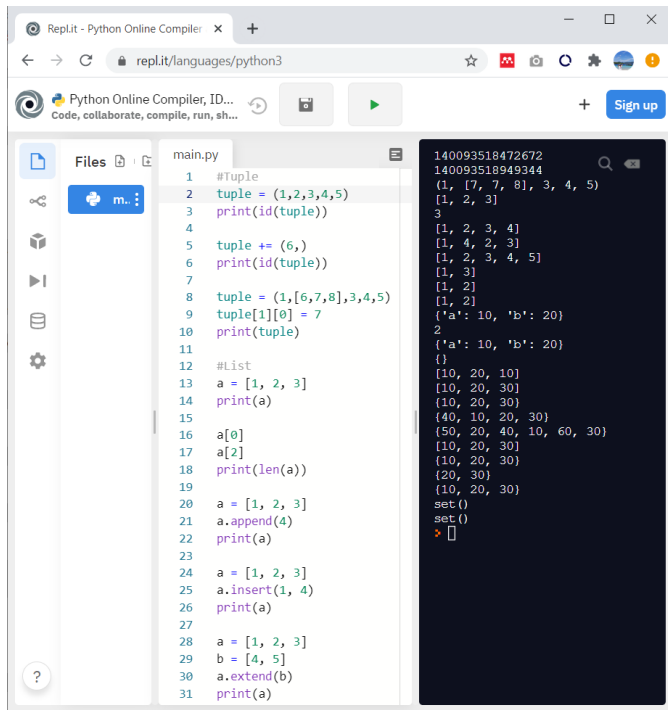 Repl.it - Python Online Compiler
repl.it/languages/python3
Python Online Compiler, ID...
Code, collaborate, compile, run, sh...
Sign up
Files
m..
main.py
1 #Tuple
2 tuple = (1,2,3,4,5)
3 print(id(tuple))
4
5 tuple += (6,)
6 print(id(tuple))
7
8 tuple = (1,[6,7,8],3,4,5)
9 tuple[1][0] = 7
10 print(tuple)
11
12 #List
13 a = [1, 2, 3]
14 print(a)
15
16 a[0]
17 a[2]
18 print(len(a))
19
20 a = [1, 2, 3]
21 a.append(4)
22 print(a)
23
24 a = [1, 2, 3]
25 a.insert(1, 4)
26 print(a)
27
28 a = [1, 2, 3]
29 b = [4, 5]
30 a.extend(b)
31 print(a)
140093518472672
140093518949344
(1, [7, 7, 8], 3, 4, 5)
[1, 2, 3]
3
[1, 2, 3, 4]
[1, 4, 2, 3]
[1, 2, 3, 4, 5]
[1, 3]
[1, 2]
[1, 2]
{'a': 10, 'b': 20}
2
{'a': 10, 'b': 20}
{}
[10, 20, 10]
[10, 20, 30]
{10, 20, 30}
{40, 10, 20, 30}
{50, 20, 40, 10, 60, 30}
[10, 20, 30]
{10, 20, 30}
{20, 30}
{10, 20, 30}
set()
set()
>
?